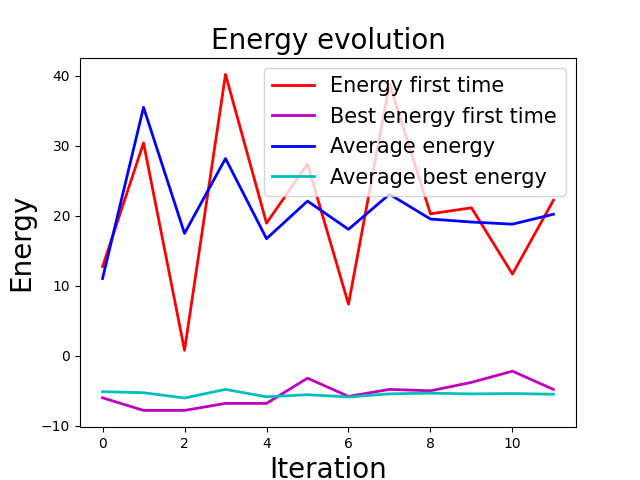 Energy evolution
Energy first time
Best energy first time
Average energy
Average best energy
Energy
40
30
20
10
0
−10
0 2 4 6 8 10
Iteration